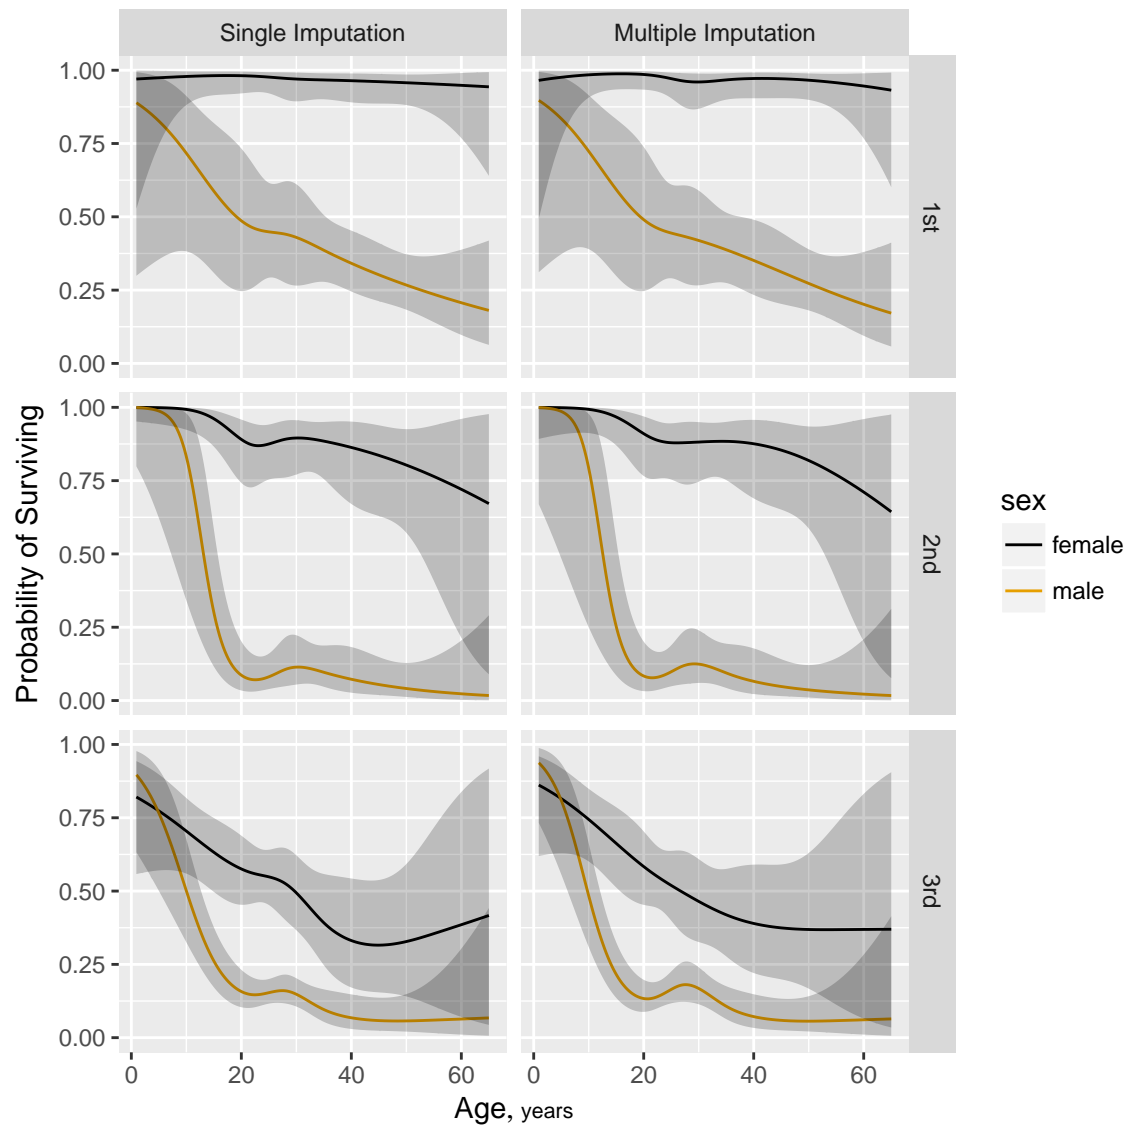 Single Imputation Multiple Imputation
1.00
0.75
0.50
0.25
0.00
1st
1.00
0.75
0.50
0.25
0.00
2nd
1.00
0.75
0.50
0.25
0.00
3rd
0 20 40 60 0 20 40 60
Age, years
Probability of Surviving
sex
female
male